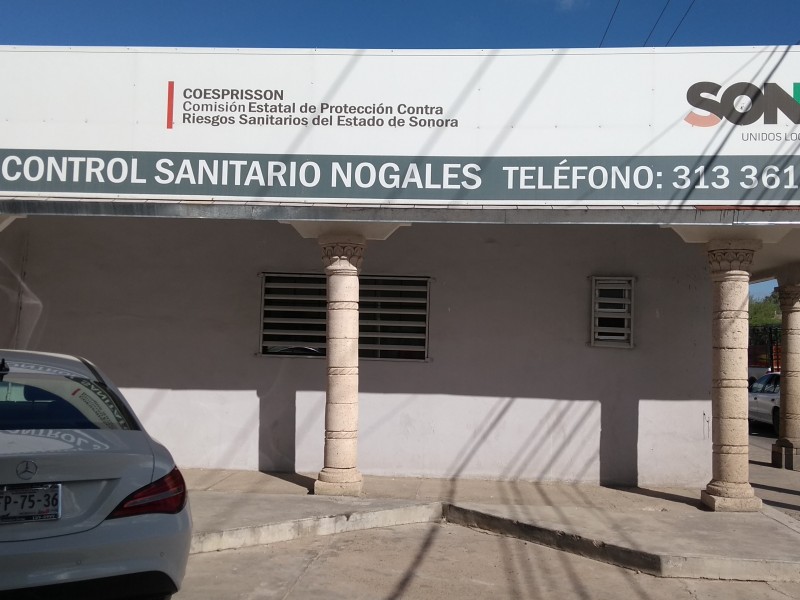 COESPRISSON
Comisión Estatal de Protección Contra
Riesgos Sanitarios del Estado de Sonora
SON
UNIDOS LO
CONTROL SANITARIO NOGALES TELÉFONO: 313 361
P-75-36